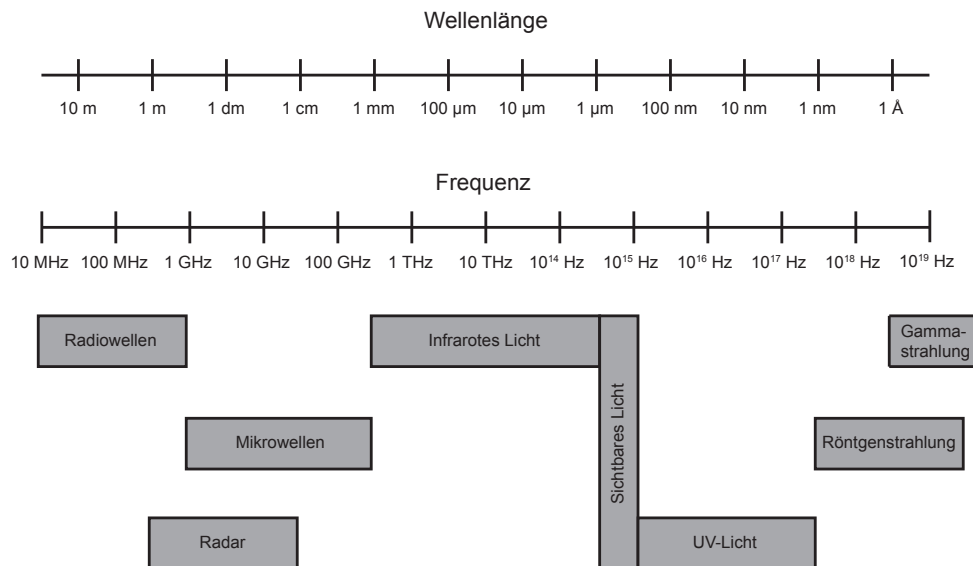 Wellenlänge
10 m 1 m 1 dm 1 cm 1 mm 100 µm 10 µm 1 µm 100 nm 10 nm 1 nm 1 Å
Frequenz
10 MHz 100 MHz 1 GHz 10 GHz 100 GHz 1 THz 10 THz 10¹⁴ Hz 10¹⁵ Hz 10¹⁶ Hz 10¹⁷ Hz 10¹⁸ Hz 10¹⁹ Hz
Radiowellen
Infrarotes Licht
Gamma-
strahlung
Mikrowellen
Sichtbares Licht
Röntgenstrahlung
Radar
UV-Licht